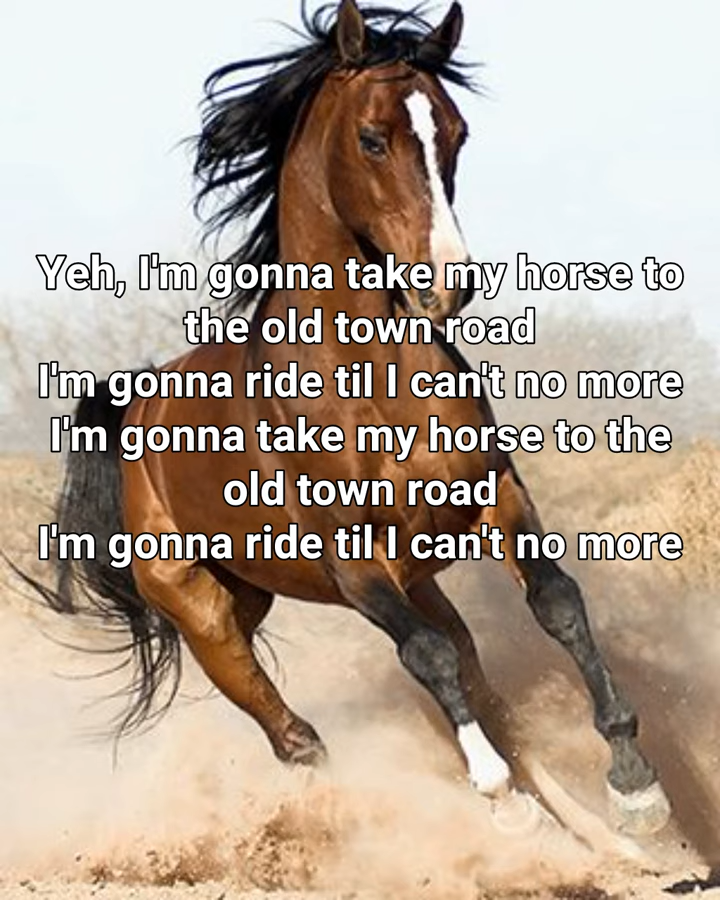 Yeh, I'm gonna take my horse to
the old town road
I'm gonna ride til I can't no more
I'm gonna take my horse to the
old town road
I'm gonna ride til I can't no more